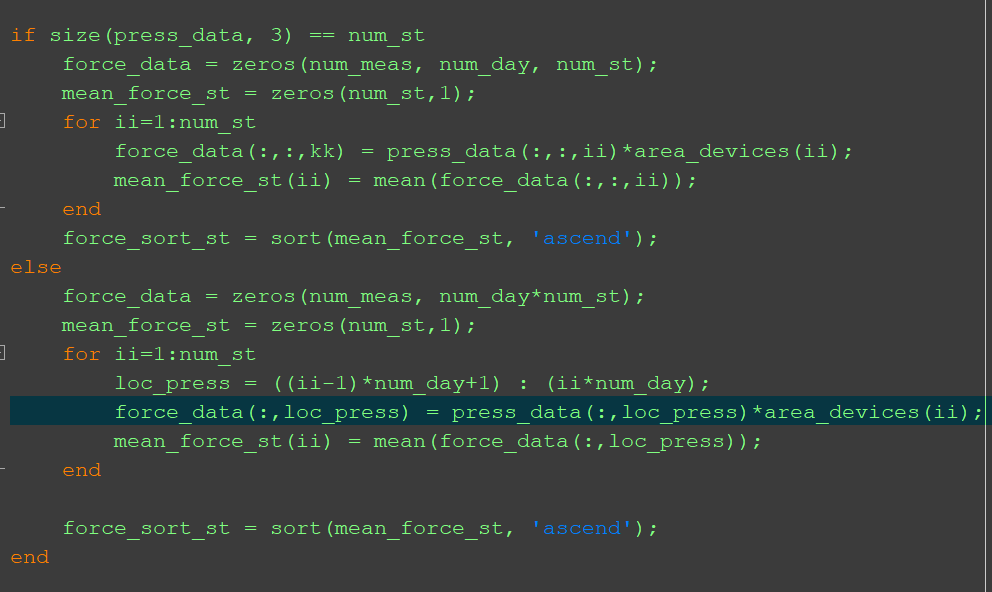 if size(press_data, 3) == num_st
    force_data = zeros(num_meas, num_day, num_st);
    mean_force_st = zeros(num_st,1);
    for ii=1:num_st
        force_data(:,:,kk) = press_data(:,:,ii)*area_devices(ii);
        mean_force_st(ii) = mean(force_data(:,:,ii));
    end
    force_sort_st = sort(mean_force_st, 'ascend');
else
    force_data = zeros(num_meas, num_day*num_st);
    mean_force_st = zeros(num_st,1);
    for ii=1:num_st
        loc_press = ((ii-1)*num_day+1) : (ii*num_day);
        force_data(:,loc_press) = press_data(:,loc_press)*area_devices(ii);
        mean_force_st(ii) = mean(force_data(:,loc_press));
    end
    force_sort_st = sort(mean_force_st, 'ascend');
end